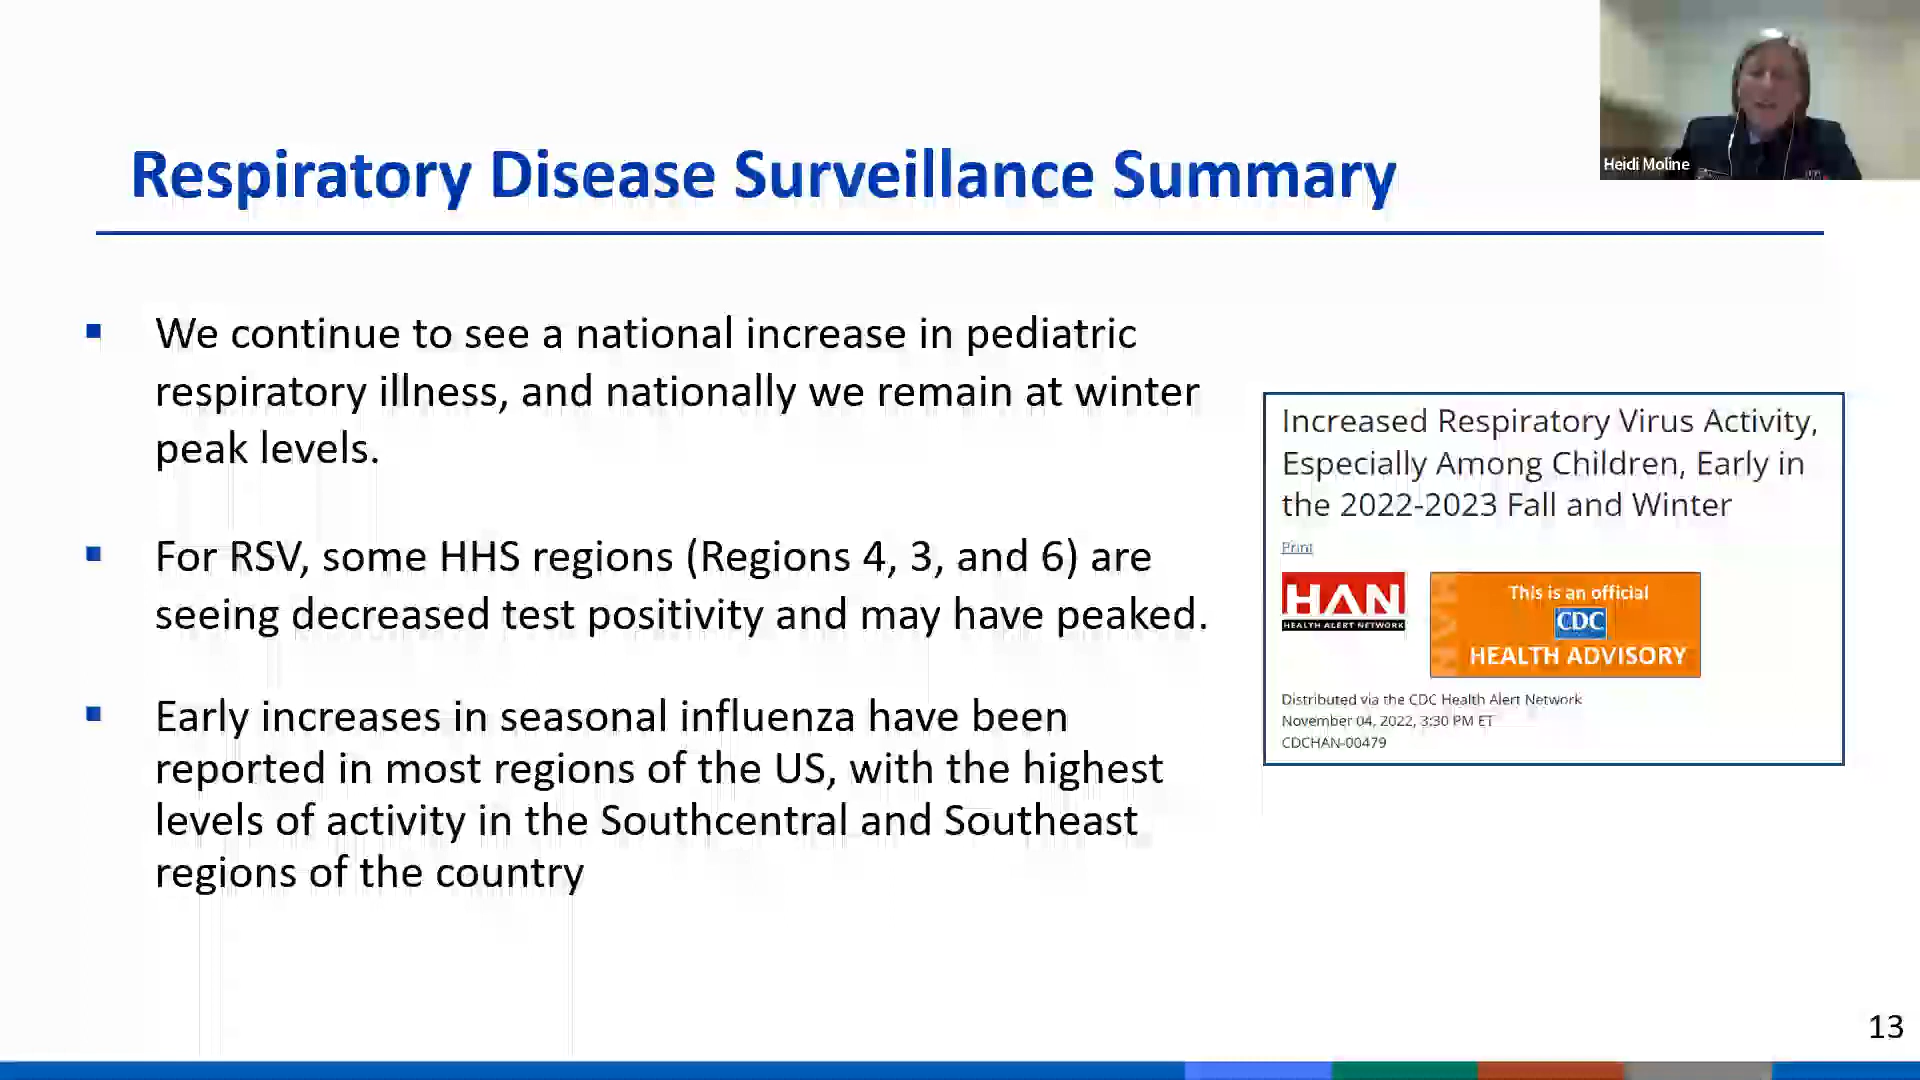 Heidi Moline
Respiratory Disease Surveillance Summary
We continue to see a national increase in pediatric
respiratory illness, and nationally we remain at winter
peak levels.
For RSV, some HHS regions (Regions 4, 3, and 6) are
seeing decreased test positivity and may have peaked.
Early increases in seasonal influenza have been
reported in most regions of the US, with the highest
levels of activity in the Southcentral and Southeast
regions of the country
Increased Respiratory Virus Activity,
Especially Among Children, Early in
the 2022-2023 Fall and Winter
Print
HAN
HEALTH ALERT NETWORK
HAN
This is an official
CDC
HEALTH ADVISORY
Distributed via the CDC Health Alert Network
November 04, 2022, 3:30 PM ET
CDCHAN-00479
13